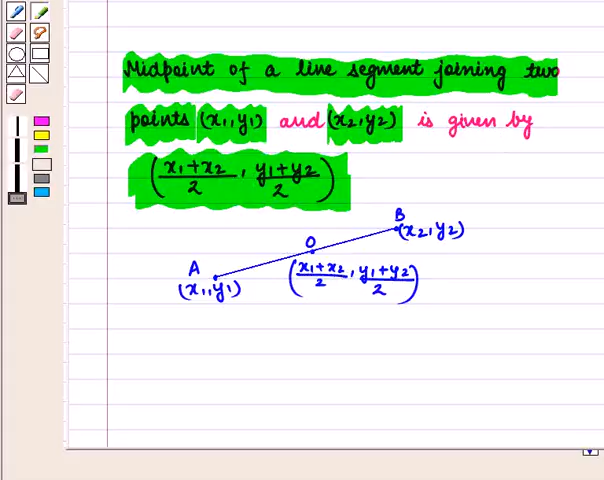 Midpoint of a line segment joining two
points (x₁,y₁) and (x₂,y₂) is given by
(x₁+x₂/2 , y₁+y₂/2)
B
(x₂,y₂)
O
A
(x₁,y₁)
(x₁+x₂/2 , y₁+y₂/2)